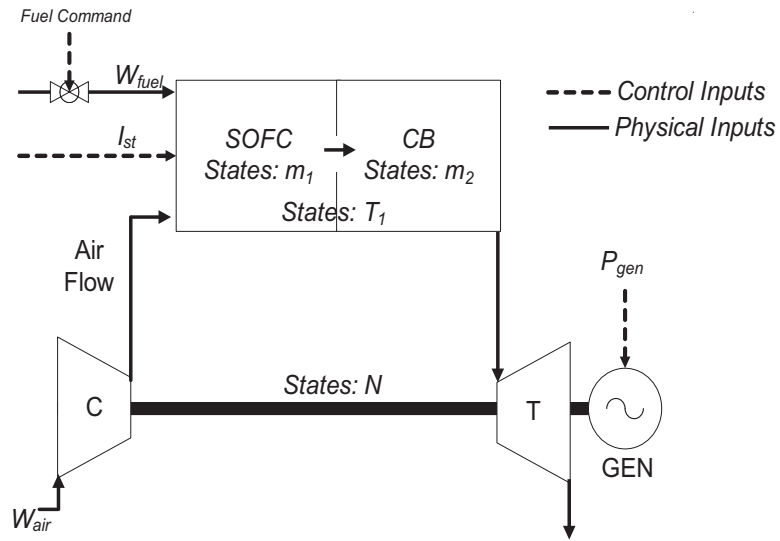 Fuel Command
W_fuel
I_st
SOFC
States: m_1
CB
States: m_2
States: T_1
Control Inputs
Physical Inputs
Air
Flow
P_gen
States: N
C
T
GEN
W_air